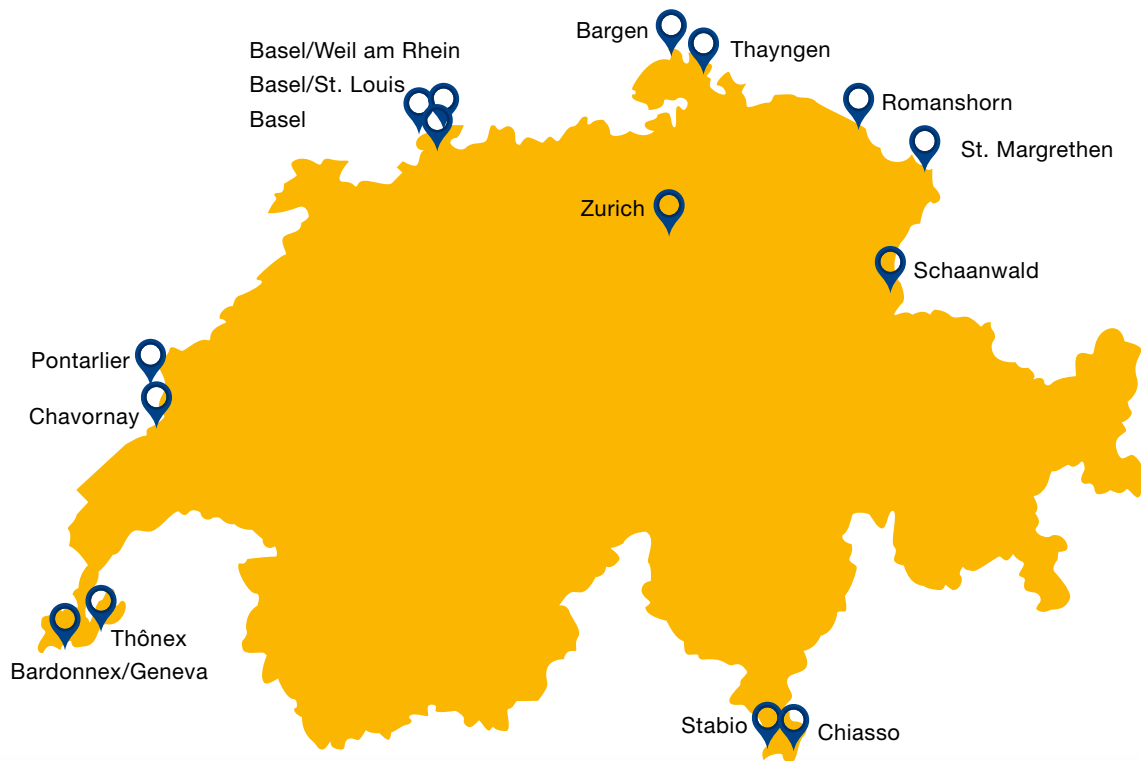 Bargen
Basel/Weil am Rhein
Thayngen
Basel/St. Louis
Romanshorn
Basel
St. Margrethen
Zurich
Schaanwald
Pontarlier
Chavornay
Thônex
Bardonnex/Geneva
Stabio
Chiasso